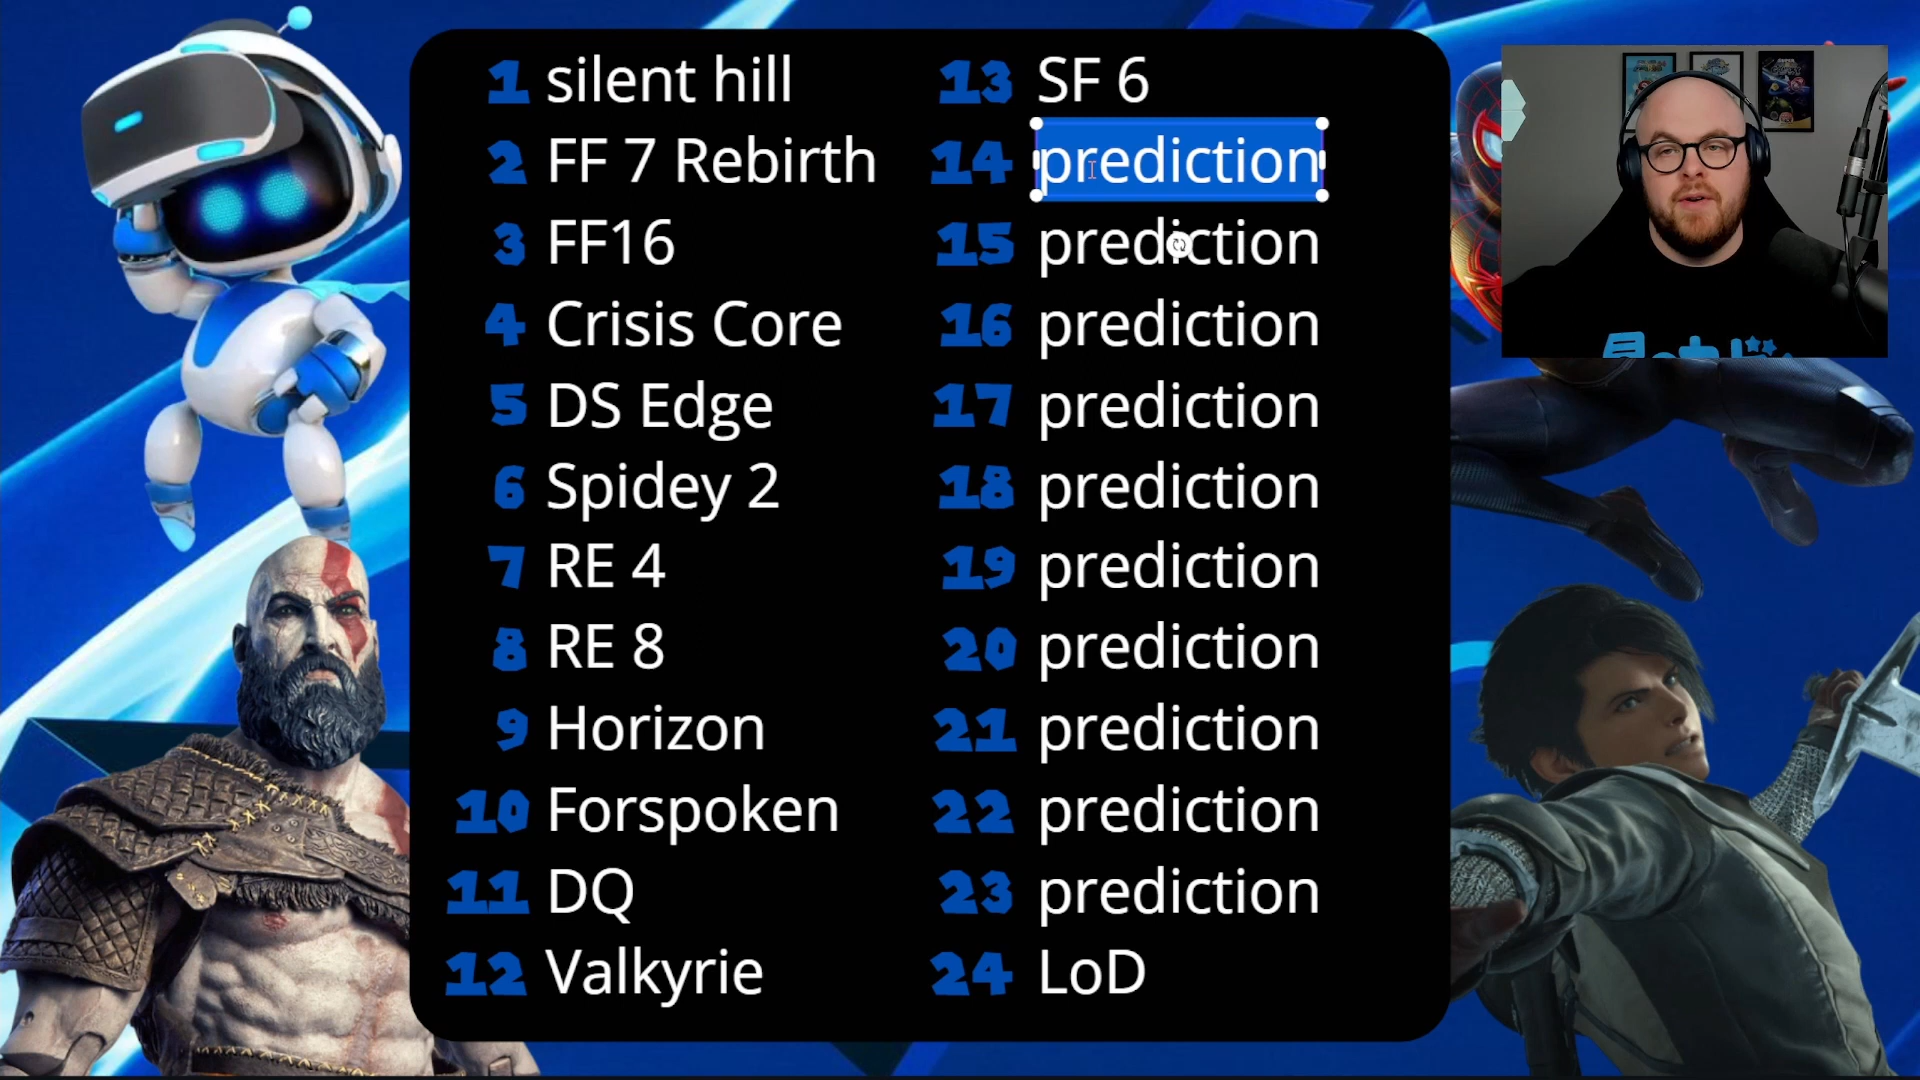 1 silent hill
2 FF 7 Rebirth
3 FF16
4 Crisis Core
5 DS Edge
6 Spidey 2
7 RE 4
8 RE 8
9 Horizon
10 Forspoken
11 DQ
12 Valkyrie
13 SF 6
14 prediction
15 prediction
16 prediction
17 prediction
18 prediction
19 prediction
20 prediction
21 prediction
22 prediction
23 prediction
24 LoD